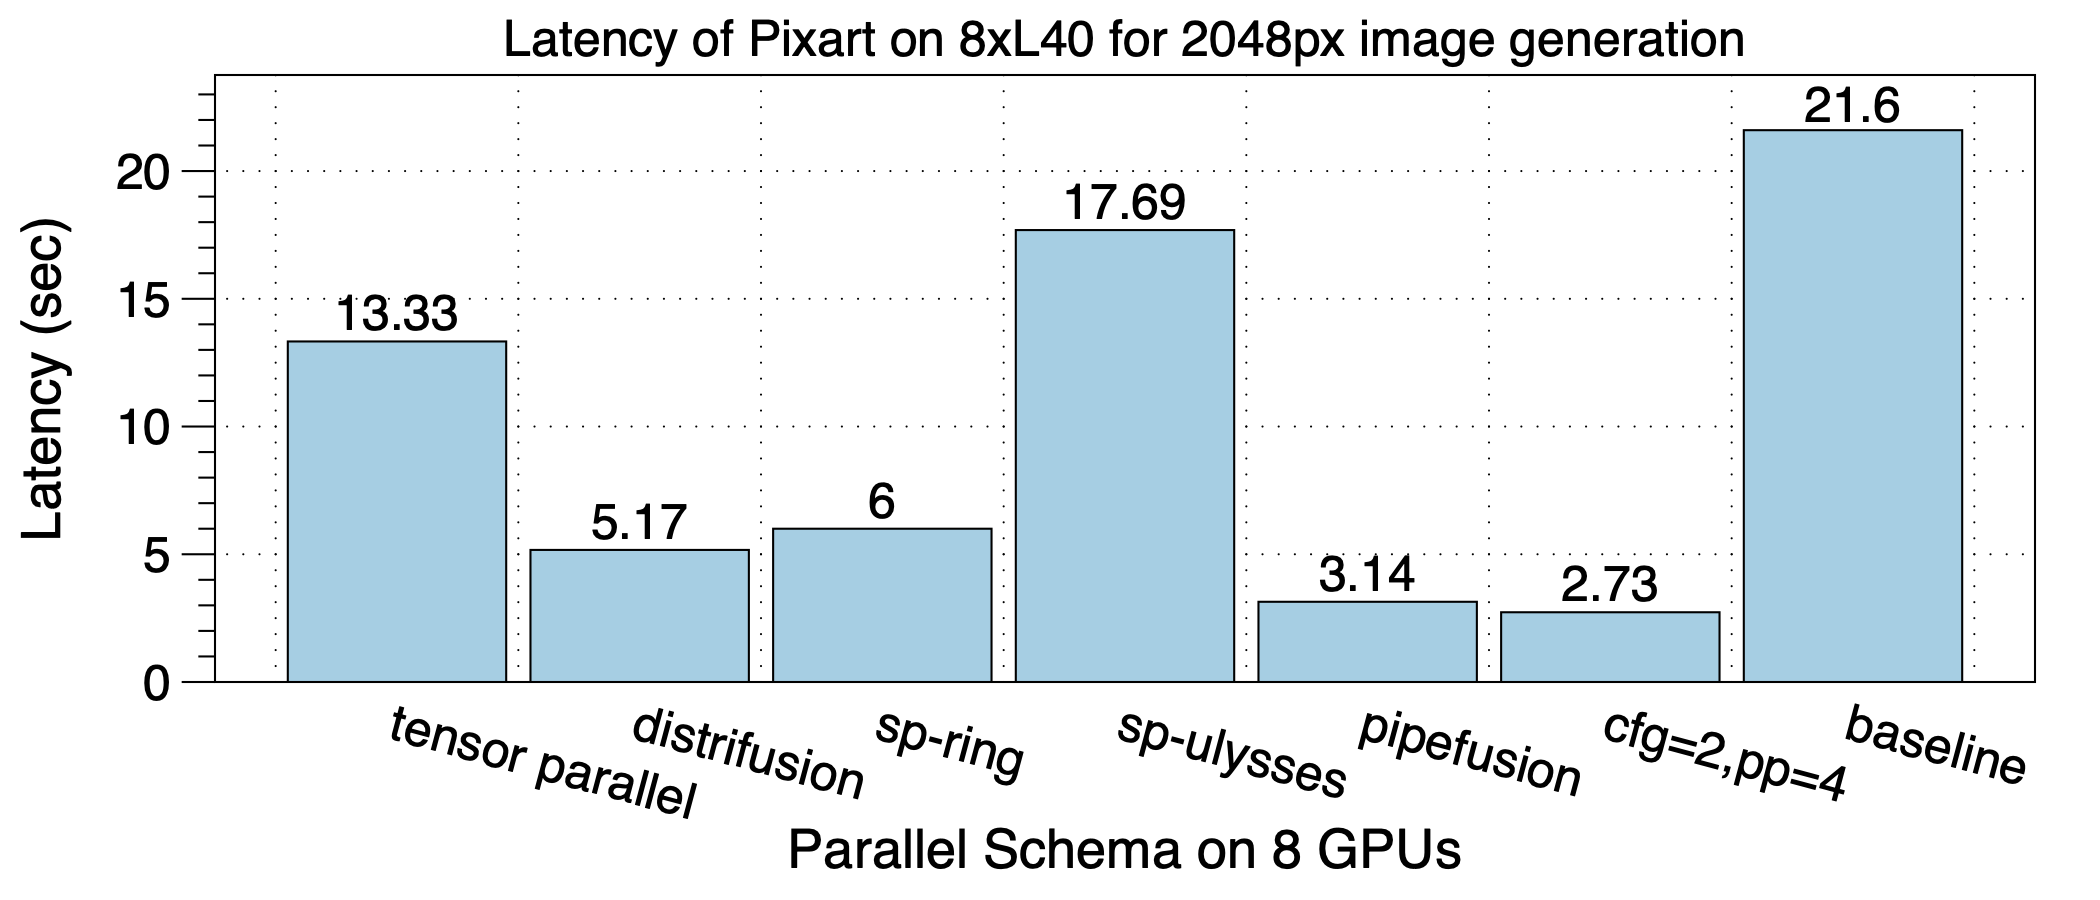 Latency of Pixart on 8xL40 for 2048px image generation
Latency (sec)
20
15
10
5
0
13.33
5.17
6
17.69
3.14
2.73
21.6
tensor parallel
distrifusion
sp-ring
sp-ulysses
pipefusion
cfg=2,pp=4
baseline
Parallel Schema on 8 GPUs